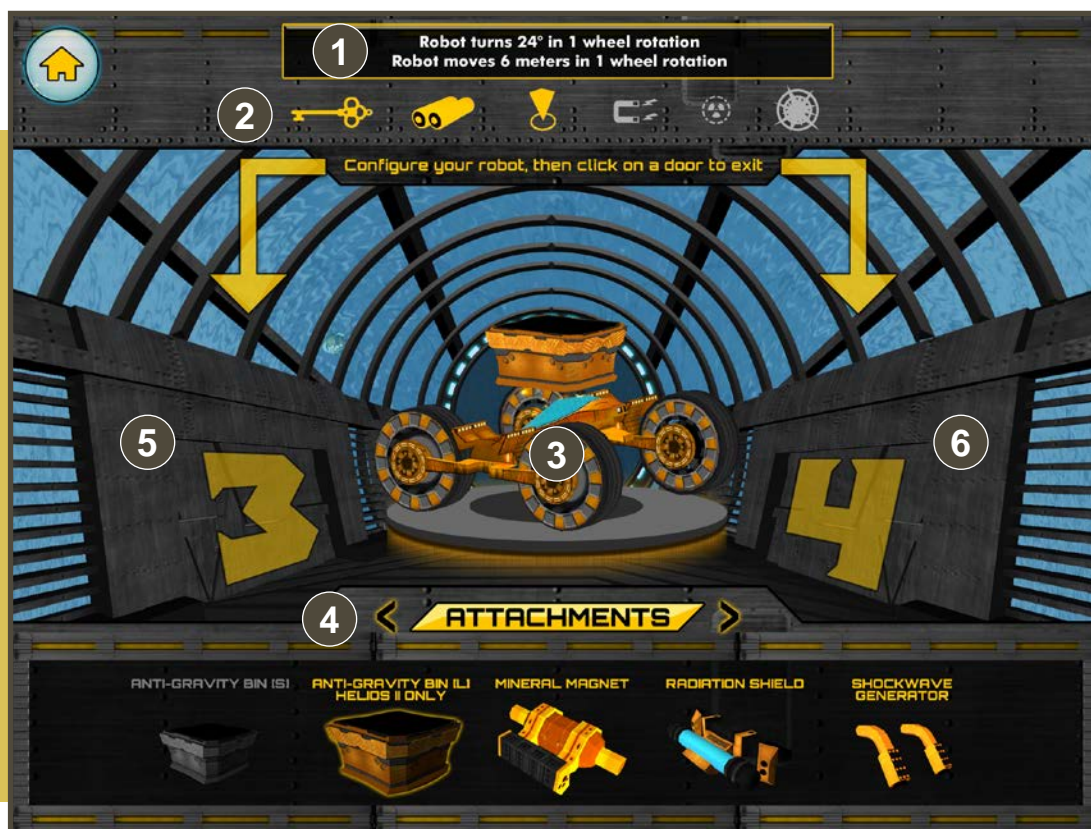 1
Robot turns 24° in 1 wheel rotation
Robot moves 6 meters in 1 wheel rotation
2
Configure your robot, then click on a door to exit
3
5
6
3
4
4
< ATTACHMENTS >
ANTI-GRAVITY BIN [S]
ANTI-GRAVITY BIN [L]
HELIOS II ONLY
MINERAL MAGNET
RADIATION SHIELD
SHOCKWAVE
GENERATOR